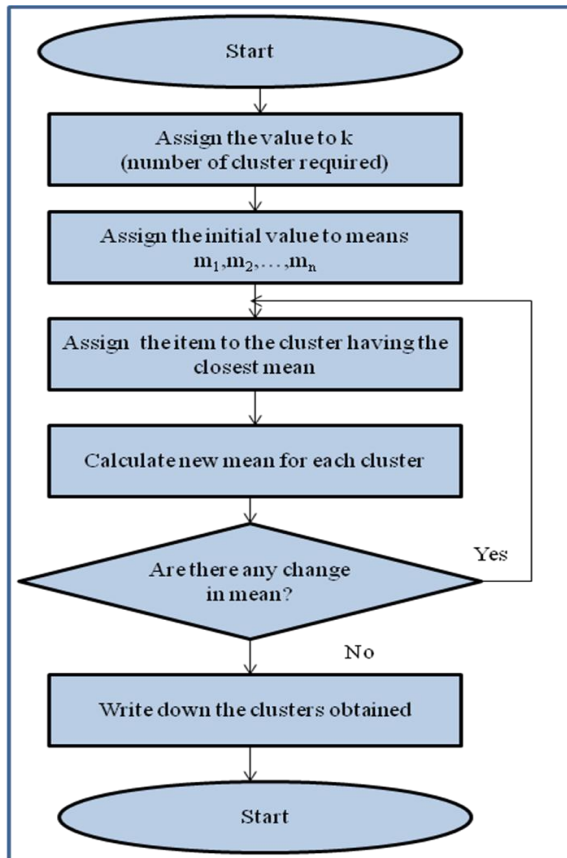 Start
Assign the value to k
(number of cluster required)
Assign the initial value to means
m₁,m₂,…,mₙ
Assign the item to the cluster having the
closest mean
Calculate new mean for each cluster
Are there any change
in mean?
Yes
No
Write down the clusters obtained
Start